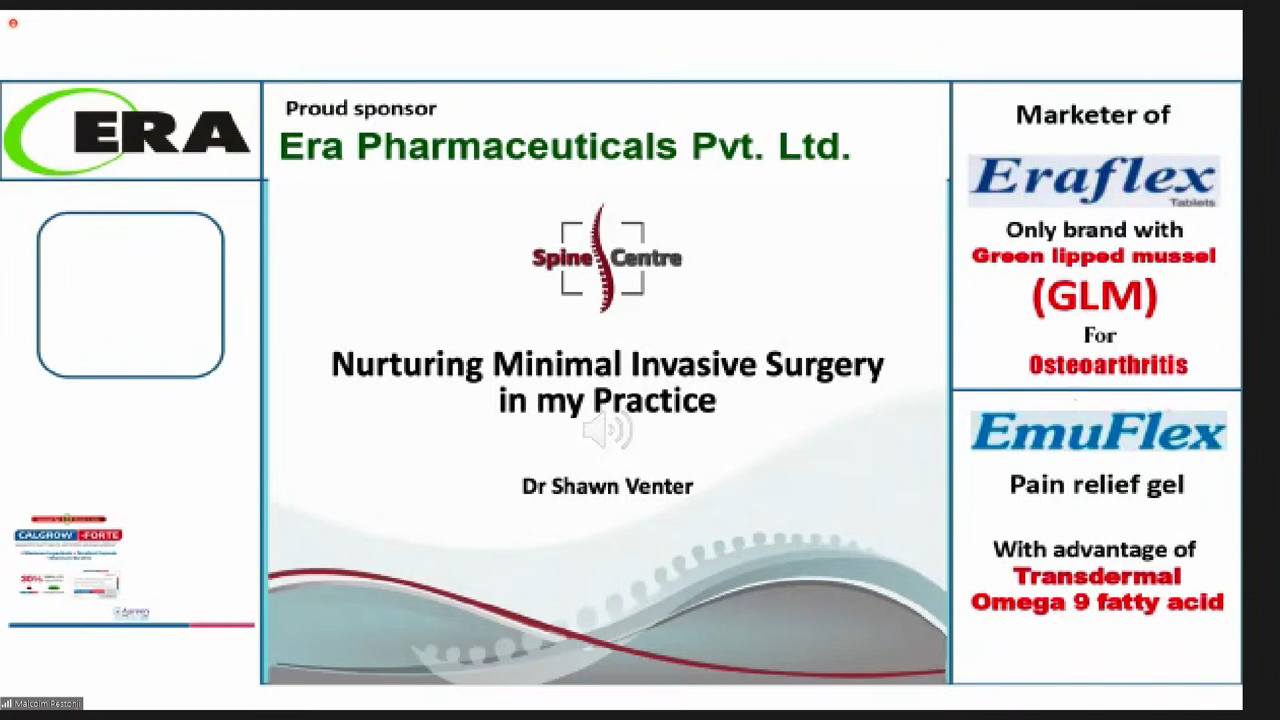 ERA
Proud sponsor
Era Pharmaceuticals Pvt. Ltd.
Spine Centre
Nurturing Minimal Invasive Surgery
in my Practice
Dr Shawn Venter
Marketer of
Eraflex
Tablets
Only brand with
Green lipped mussel
(GLM)
For
Osteoarthritis
EmuFlex
Pain relief gel
With advantage of
Transdermal
Omega 9 fatty acid
CALGROW-FORTE
30%
Malcolm Pestonji